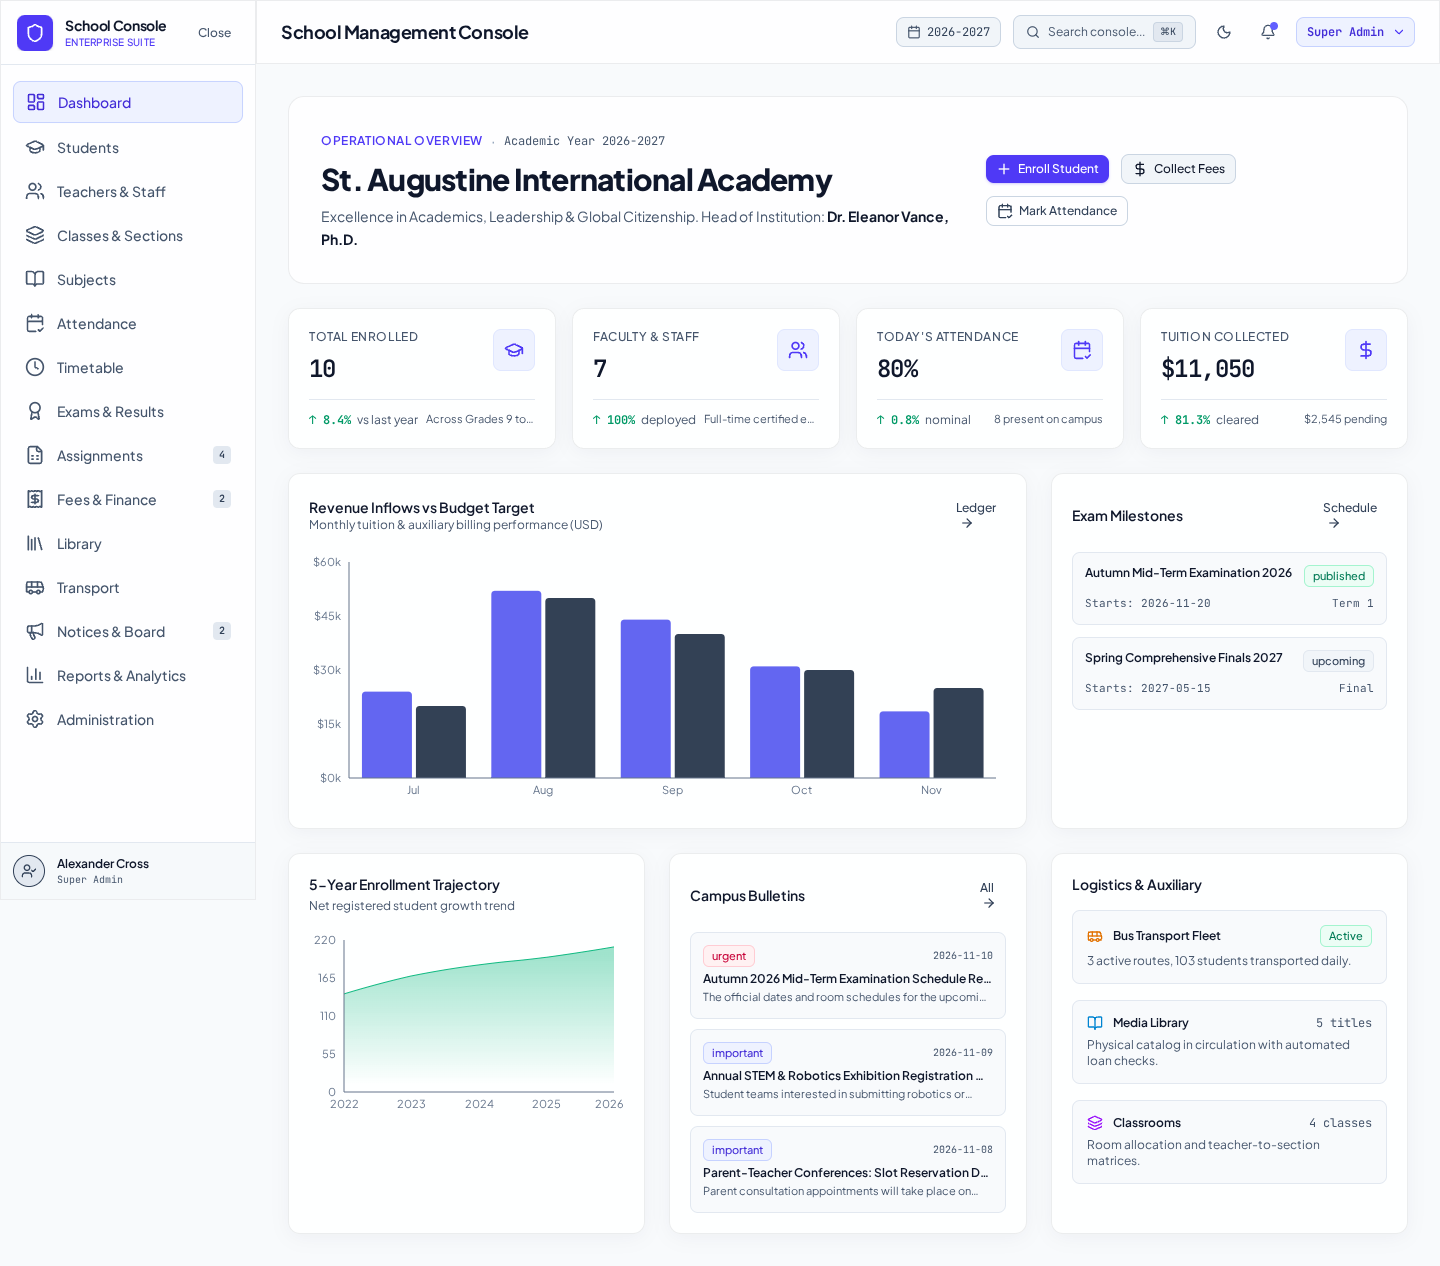 School Console
ENTERPRISE SUITE
Close
School Management Console
2026-2027
Search console...
⌘K
Super Admin
Dashboard
Students
Teachers & Staff
Classes & Sections
Subjects
Attendance
Timetable
Exams & Results
Assignments
4
Fees & Finance
2
Library
Transport
Notices & Board
2
Reports & Analytics
Administration
Alexander Cross
Super Admin
OPERATIONAL OVERVIEW · Academic Year 2026-2027
St. Augustine International Academy
Excellence in Academics, Leadership & Global Citizenship. Head of Institution: Dr. Eleanor Vance,
Ph.D.
Enroll Student
Collect Fees
Mark Attendance
TOTAL ENROLLED
10
↑ 8.4% vs last year Across Grades 9 to...
FACULTY & STAFF
7
↑ 100% deployed Full-time certified e...
TODAY'S ATTENDANCE
80%
↑ 0.8% nominal 8 present on campus
TUITION COLLECTED
$11,050
↑ 81.3% cleared $2,545 pending
Revenue Inflows vs Budget Target
Monthly tuition & auxiliary billing performance (USD)
Ledger
→
$60k
$45k
$30k
$15k
$0k
Jul Aug Sep Oct Nov
Exam Milestones
Schedule
→
Autumn Mid-Term Examination 2026
published
Starts: 2026-11-20
Term 1
Spring Comprehensive Finals 2027
upcoming
Starts: 2027-05-15
Final
5-Year Enrollment Trajectory
Net registered student growth trend
220
165
110
55
0
2022 2023 2024 2025 2026
Campus Bulletins
All
→
urgent
2026-11-10
Autumn 2026 Mid-Term Examination Schedule Re...
The official dates and room schedules for the upcomi...
important
2026-11-09
Annual STEM & Robotics Exhibition Registration ...
Student teams interested in submitting robotics or...
important
2026-11-08
Parent-Teacher Conferences: Slot Reservation D...
Parent consultation appointments will take place on...
Logistics & Auxiliary
Bus Transport Fleet
Active
3 active routes, 103 students transported daily.
Media Library
5 titles
Physical catalog in circulation with automated
loan checks.
Classrooms
4 classes
Room allocation and teacher-to-section
matrices.